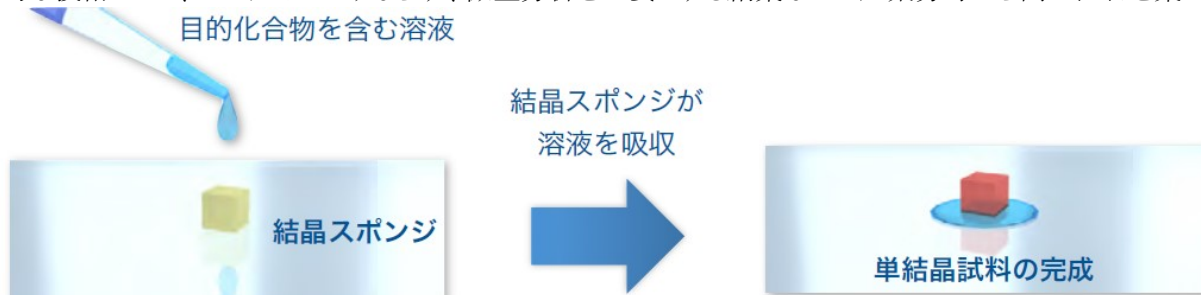 目的化合物を含む溶液
結晶スポンジが
溶液を吸収
結晶スポンジ
単結晶試料の完成